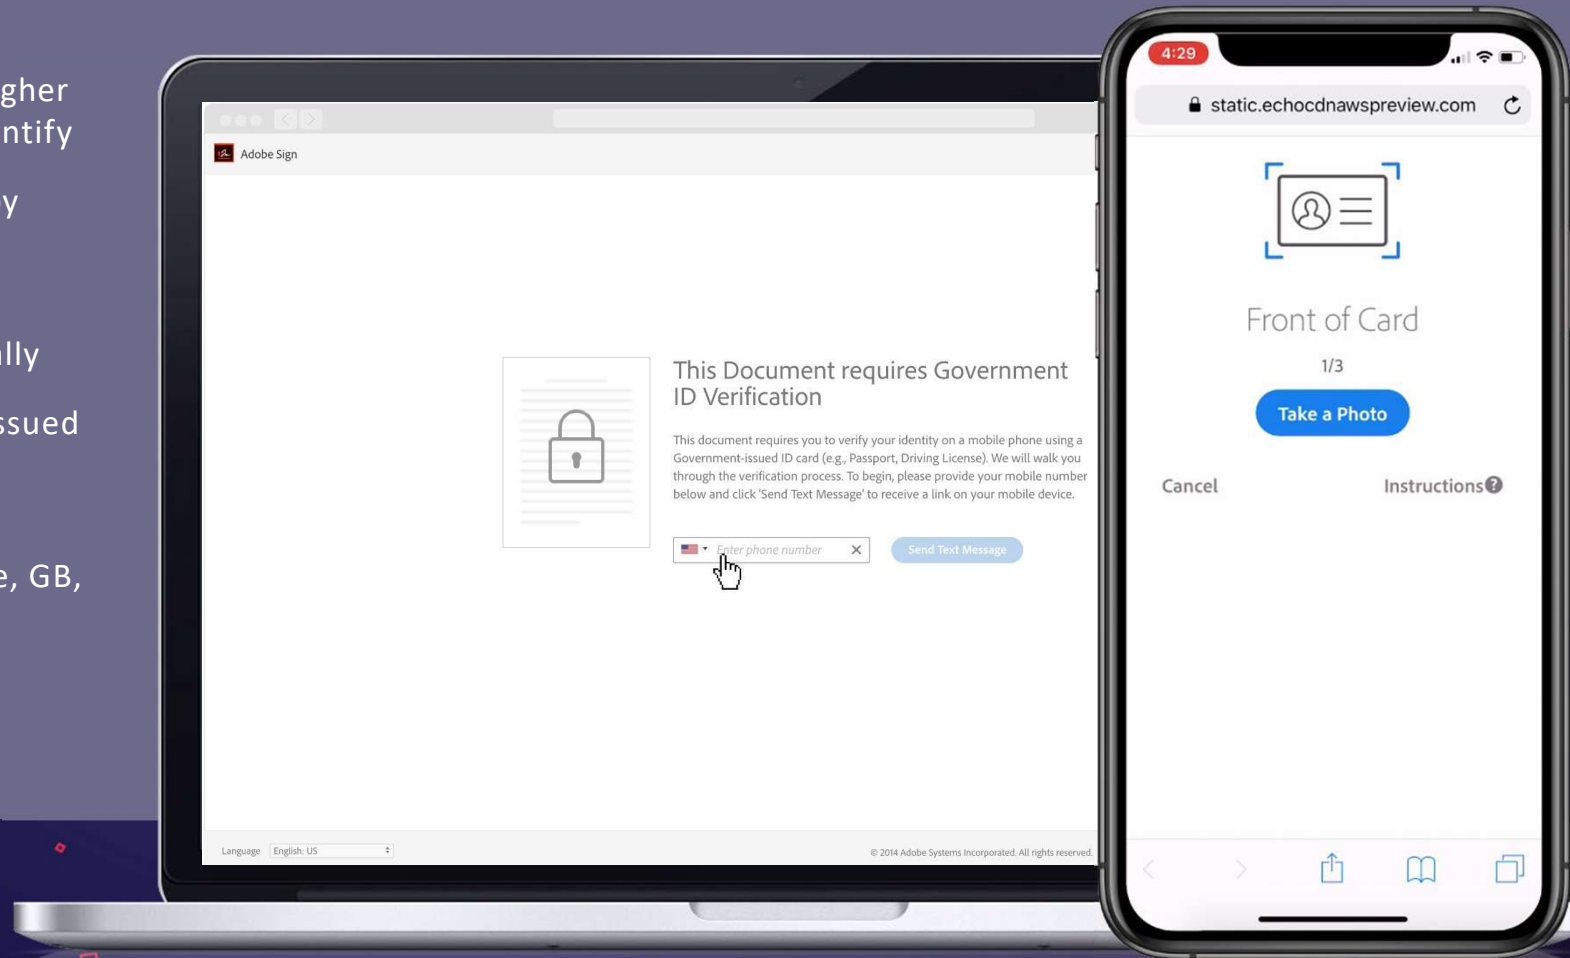 gher
ntify
y
ally
ssued
e, GB,
Adobe Sign
This Document requires Government
ID Verification
This document requires you to verify your identity on a mobile phone using a
Government-issued ID card (e.g., Passport, Driving License). We will walk you
through the verification process. To begin, please provide your mobile number
below and click 'Send Text Message' to receive a link on your mobile device.
Enter phone number
Send Text Message
Language English: US
© 2014 Adobe Systems Incorporated. All rights reserved.
4:29
static.echocdnawspreview.com
Front of Card
1/3
Take a Photo
Cancel Instructions